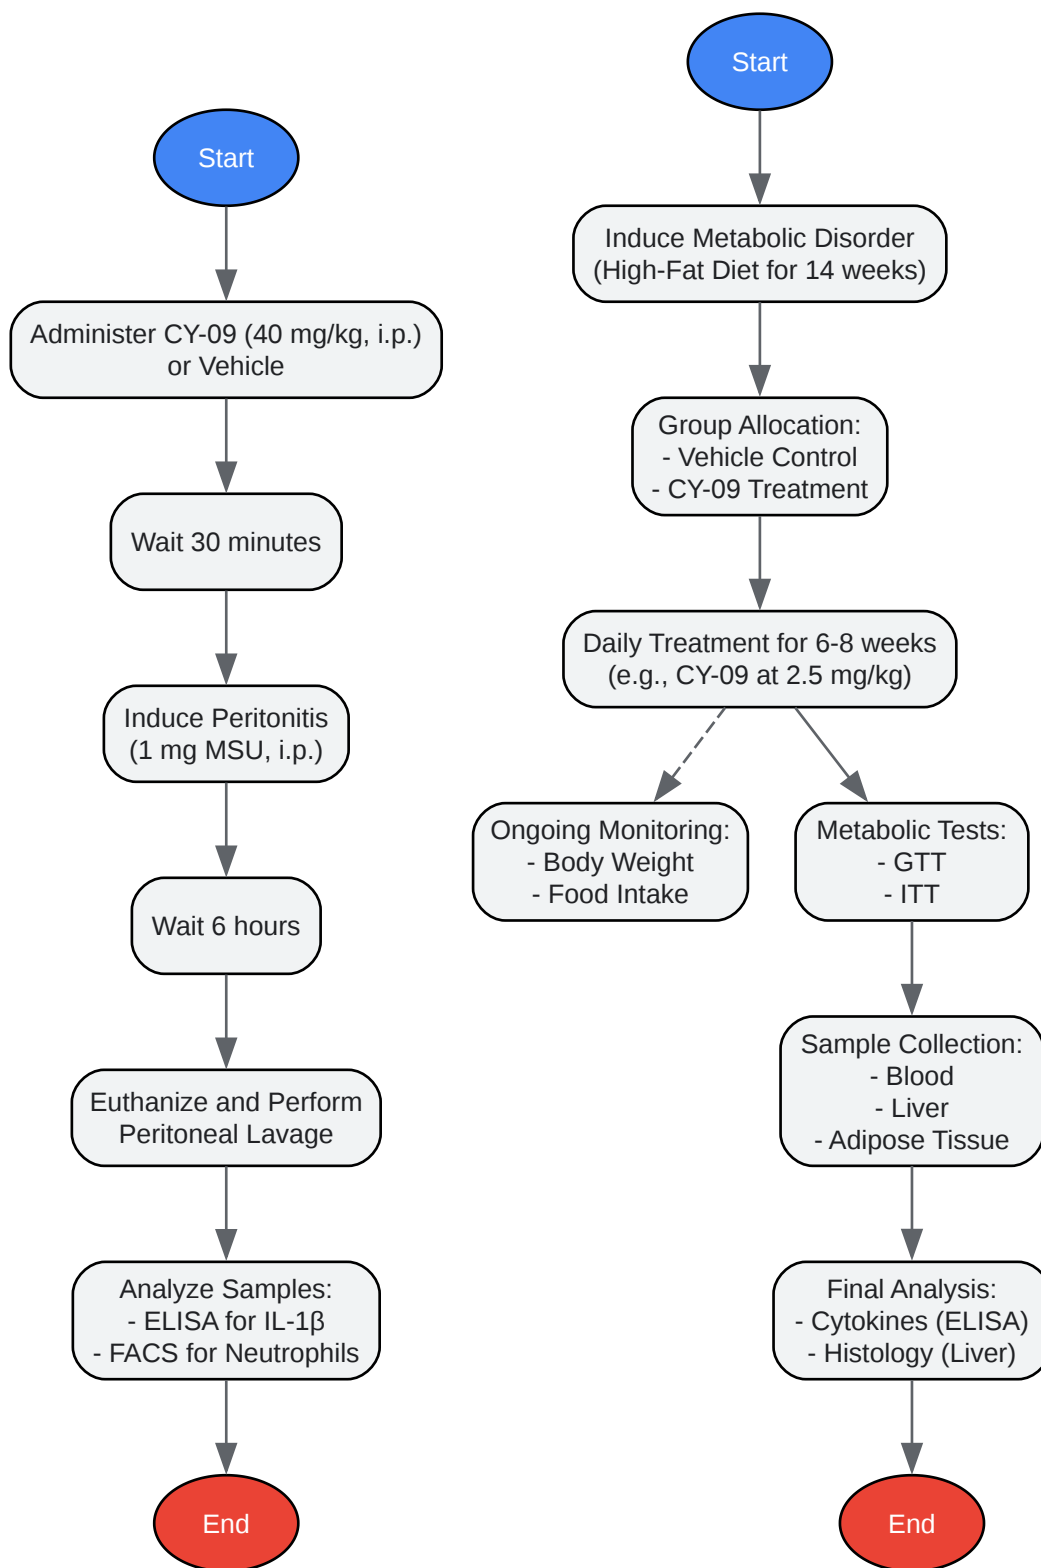 Start
Administer CY-09 (40 mg/kg, i.p.)
or Vehicle
Wait 30 minutes
Induce Peritonitis
(1 mg MSU, i.p.)
Wait 6 hours
Euthanize and Perform
Peritoneal Lavage
Analyze Samples:
- ELISA for IL-1β
- FACS for Neutrophils
End
Start
Induce Metabolic Disorder
(High-Fat Diet for 14 weeks)
Group Allocation:
- Vehicle Control
- CY-09 Treatment
Daily Treatment for 6-8 weeks
(e.g., CY-09 at 2.5 mg/kg)
Ongoing Monitoring:
- Body Weight
- Food Intake
Metabolic Tests:
- GTT
- ITT
Sample Collection:
- Blood
- Liver
- Adipose Tissue
Final Analysis:
- Cytokines (ELISA)
- Histology (Liver)
End